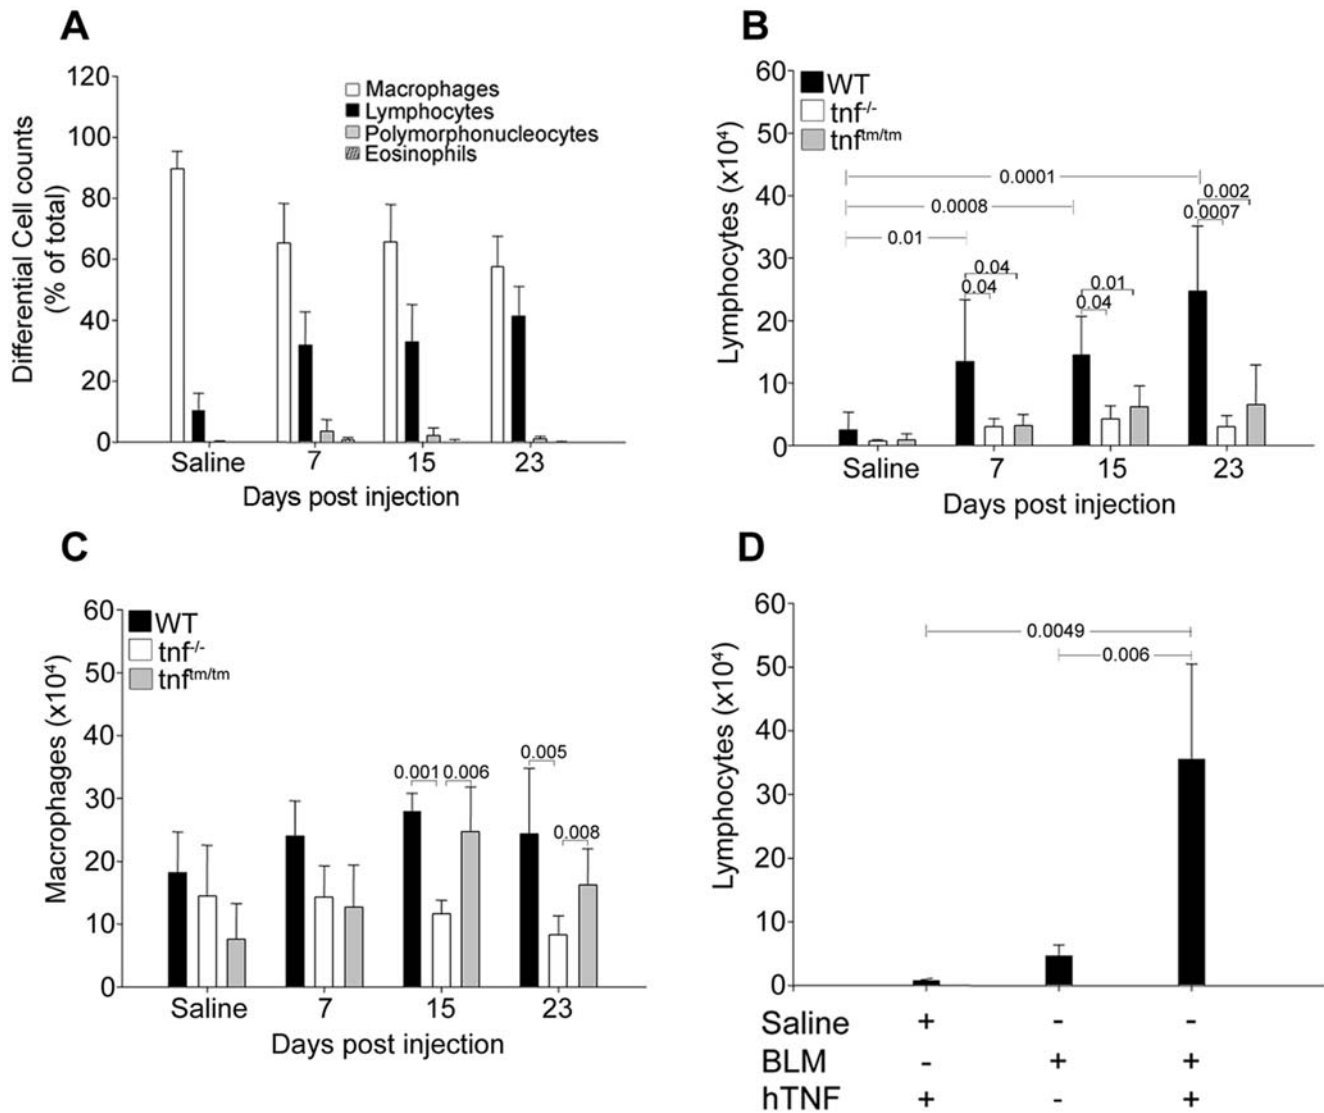 A
Differential Cell counts
(% of total)
120
100
80
60
40
20
0
Macrophages
Lymphocytes
Polymorphonucleocytes
Eosinophils
Saline 7 15 23
Days post injection
B
Lymphocytes (x10⁴)
60
50
40
30
20
10
0
WT
tnf⁻/⁻
tnfᵗᵐ/ᵗᵐ
0.0001
0.002
0.0008
0.0007
0.01
0.04
0.04
0.01
0.04
Saline 7 15 23
Days post injection
C
Macrophages (x10⁴)
60
50
40
30
20
10
0
WT
tnf⁻/⁻
tnfᵗᵐ/ᵗᵐ
0.001 0.006
0.005
0.008
Saline 7 15 23
Days post injection
D
Lymphocytes (x10⁴)
60
50
40
30
20
10
0
0.0049
0.006
Saline + - -
BLM - + +
hTNF + - +